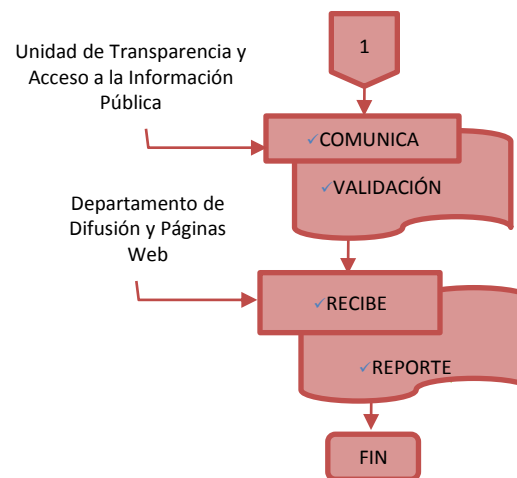 1
Unidad de Transparencia y
Acceso a la Información
Pública
✓COMUNICA
✓VALIDACIÓN
Departamento de
Difusión y Páginas
Web
✓RECIBE
✓REPORTE
FIN